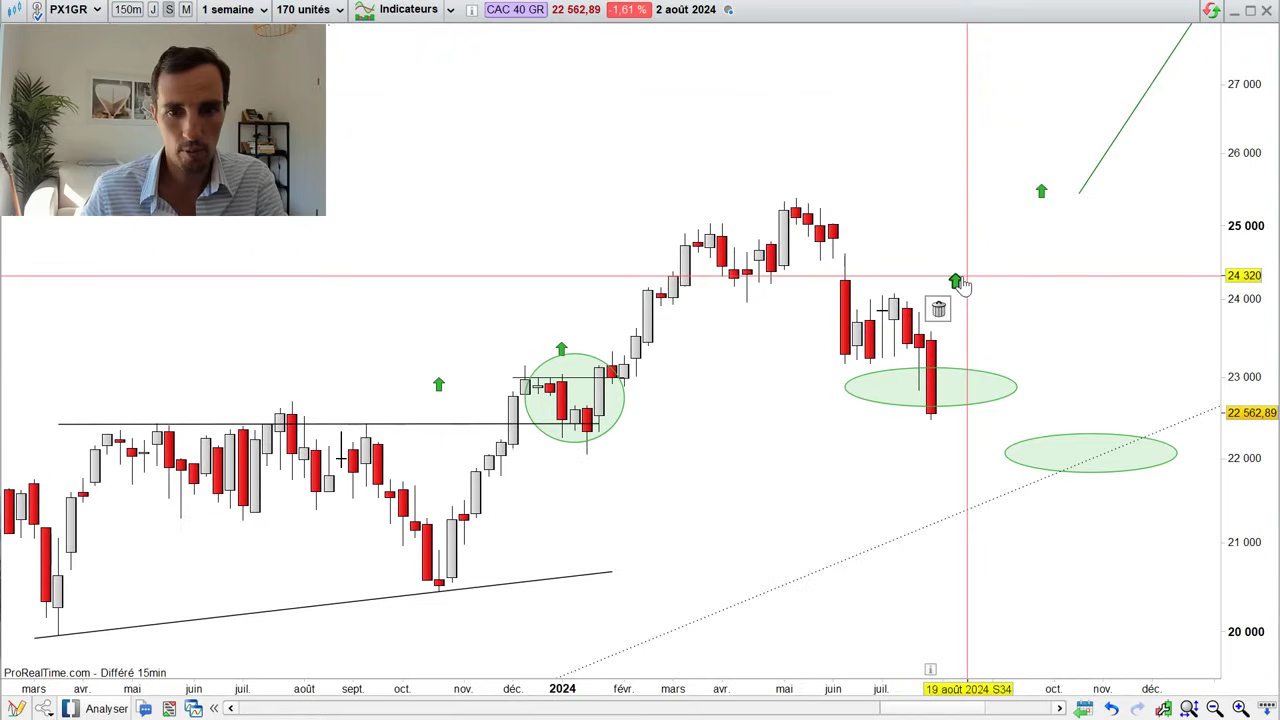 PX1GR 150m J S M 1 semaine 170 unités Indicateurs i CAC 40 GR 22 562,89 -1,61 % 2 août 2024
27 000
26 000
25 000
24 320
24 000
23 000
22 562,89
22 000
21 000
20 000
ProRealTime.com - Différé 15min
i
mars avr. mai juin juil. août sept. oct. nov. déc. 2024 févr. mars avr. mai juin juil. 19 août 2024 S34 oct. nov. déc.
Analyser